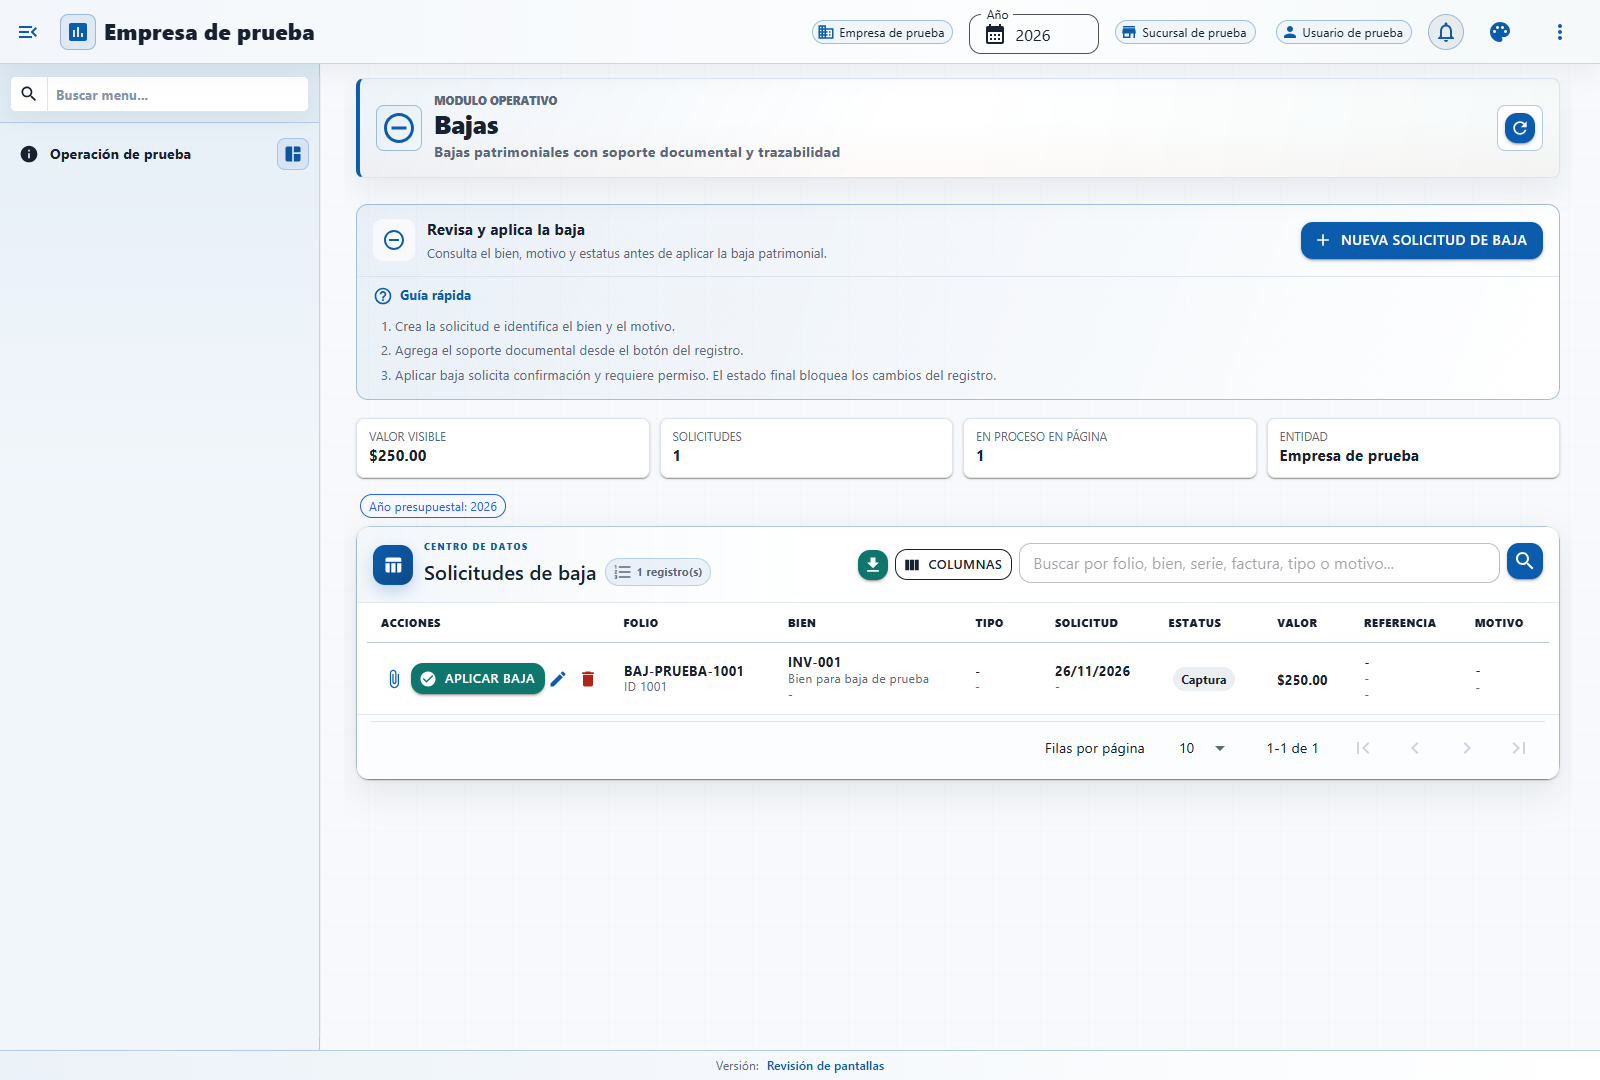 Empresa de prueba
Empresa de prueba
Año
2026
Sucursal de prueba
Usuario de prueba
Buscar menu...
Operación de prueba
MODULO OPERATIVO
Bajas
Bajas patrimoniales con soporte documental y trazabilidad
Revisa y aplica la baja
Consulta el bien, motivo y estatus antes de aplicar la baja patrimonial.
NUEVA SOLICITUD DE BAJA
Guía rápida
1. Crea la solicitud e identifica el bien y el motivo.
2. Agrega el soporte documental desde el botón del registro.
3. Aplicar baja solicita confirmación y requiere permiso. El estado final bloquea los cambios del registro.
VALOR VISIBLE
$250.00
SOLICITUDES
1
EN PROCESO EN PÁGINA
1
ENTIDAD
Empresa de prueba
Año presupuestal: 2026
CENTRO DE DATOS
Solicitudes de baja
1 registro(s)
COLUMNAS
Buscar por folio, bien, serie, factura, tipo o motivo...
ACCIONES FOLIO BIEN TIPO SOLICITUD ESTATUS VALOR REFERENCIA MOTIVO
APLICAR BAJA
BAJ-PRUEBA-1001
ID 1001
INV-001
Bien para baja de prueba
-
-
-
26/11/2026
-
Captura
$250.00
-
-
-
-
-
Filas por página 10 1-1 de 1
Versión: Revisión de pantallas